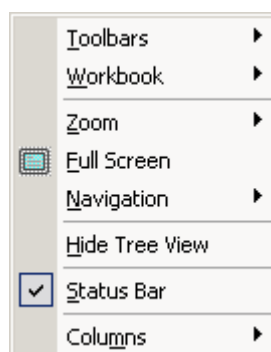 Toolbars
Workbook
Zoom
Full Screen
Navigation
Hide Tree View
Status Bar
Columns